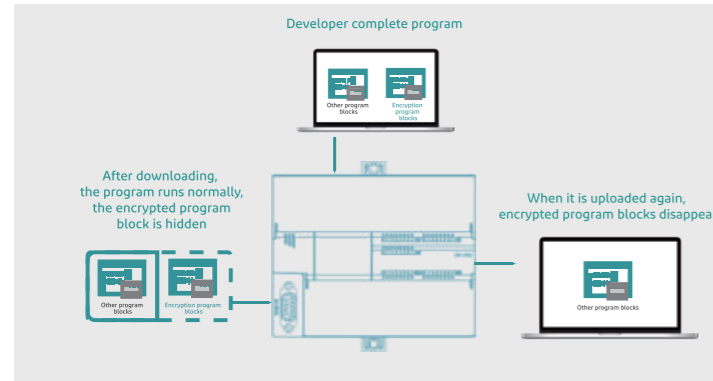 Developer complete program
Other program
blocks
Encryption
program
blocks
After downloading,
the program runs normally,
the encrypted program
block is hidden
Other program
blocks
Encryption program
blocks
When it is uploaded again,
encrypted program blocks disappea
Other program blocks